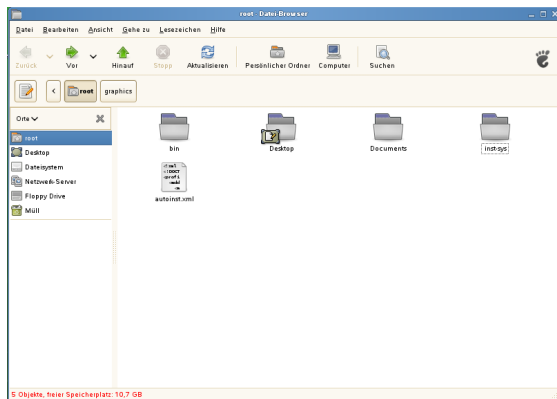 root - Datei-Browser
Datei Bearbeiten Ansicht Gehe zu Lesezeichen Hilfe
Zurück Vor Hinauf Stopp Aktualisieren Persönlicher Ordner Computer Suchen
root graphics
Orte
root
Desktop
Dateisystem
Netzwerk-Server
Floppy Drive
Müll
bin Desktop Documents inst-sys
autoinst.xml
5 Objekte, freier Speicherplatz: 10,7 GB